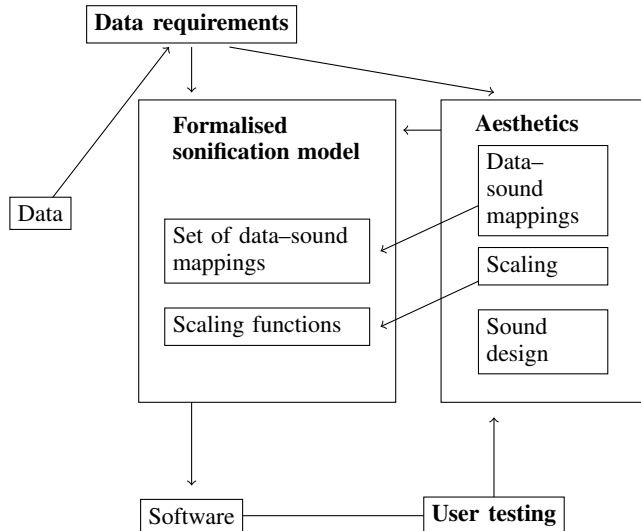 Data requirements
Formalised
sonification model
Aesthetics
Data–
sound
mappings
Data
Set of data–sound
mappings
Scaling
Scaling functions
Sound
design
Software
User testing